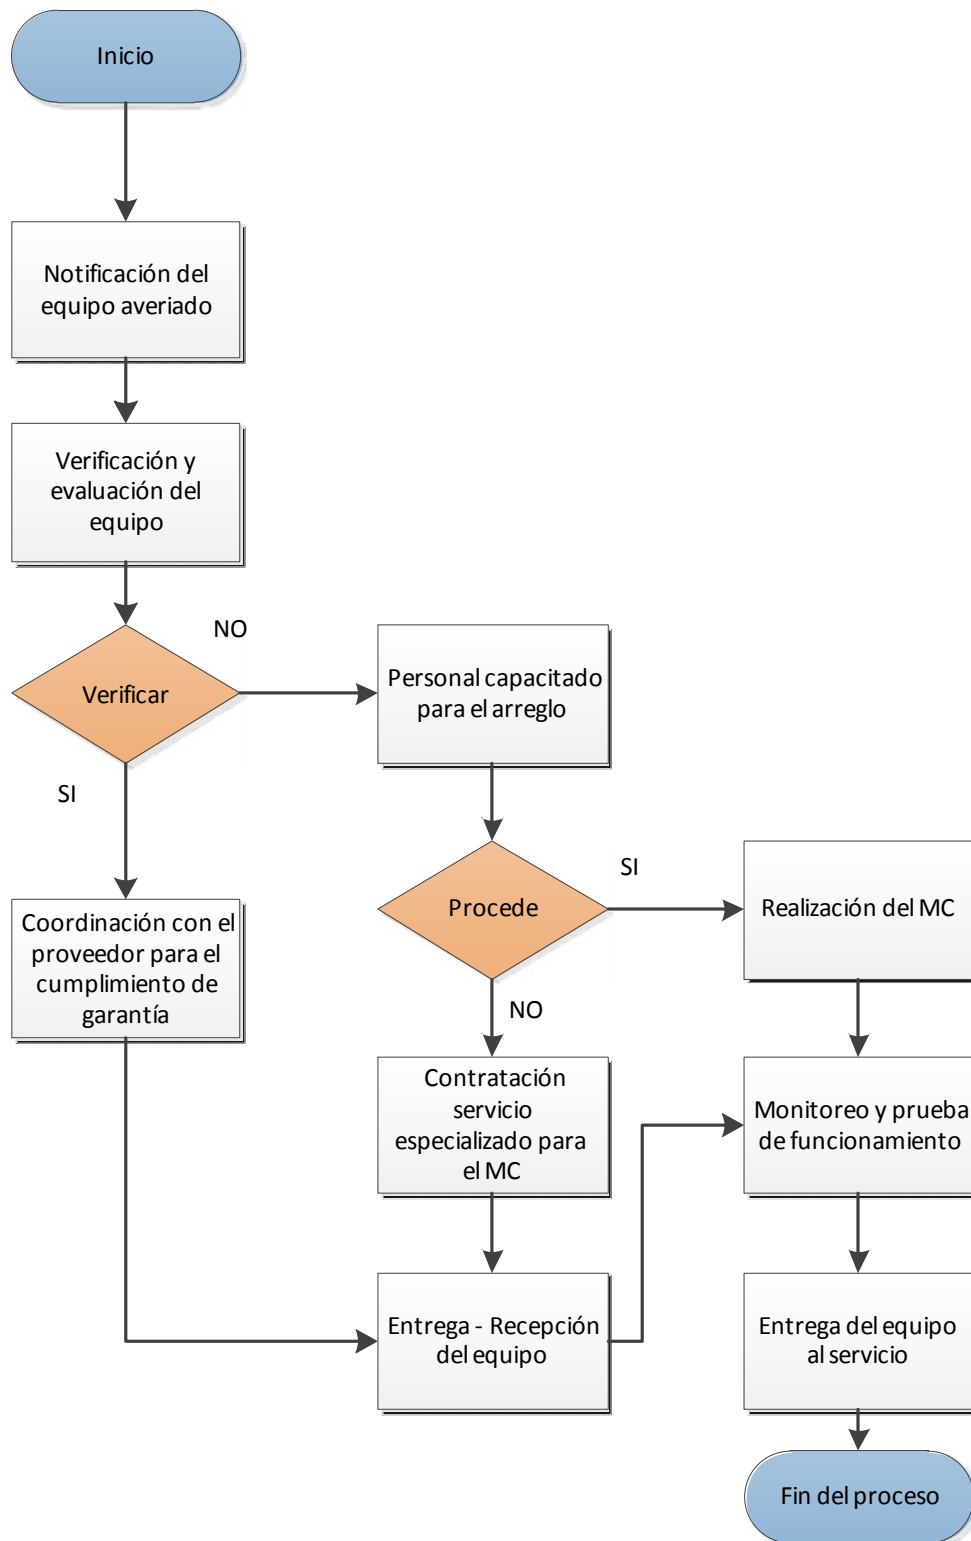 Inicio
Notificación del
equipo averiado
Verificación y
evaluación del
equipo
Verificar
NO
SI
Personal capacitado
para el arreglo
Procede
SI
NO
Realización del MC
Coordinación con el
proveedor para el
cumplimiento de
garantía
Contratación
servicio
especializado para
el MC
Monitoreo y prueba
de funcionamiento
Entrega - Recepción
del equipo
Entrega del equipo
al servicio
Fin del proceso